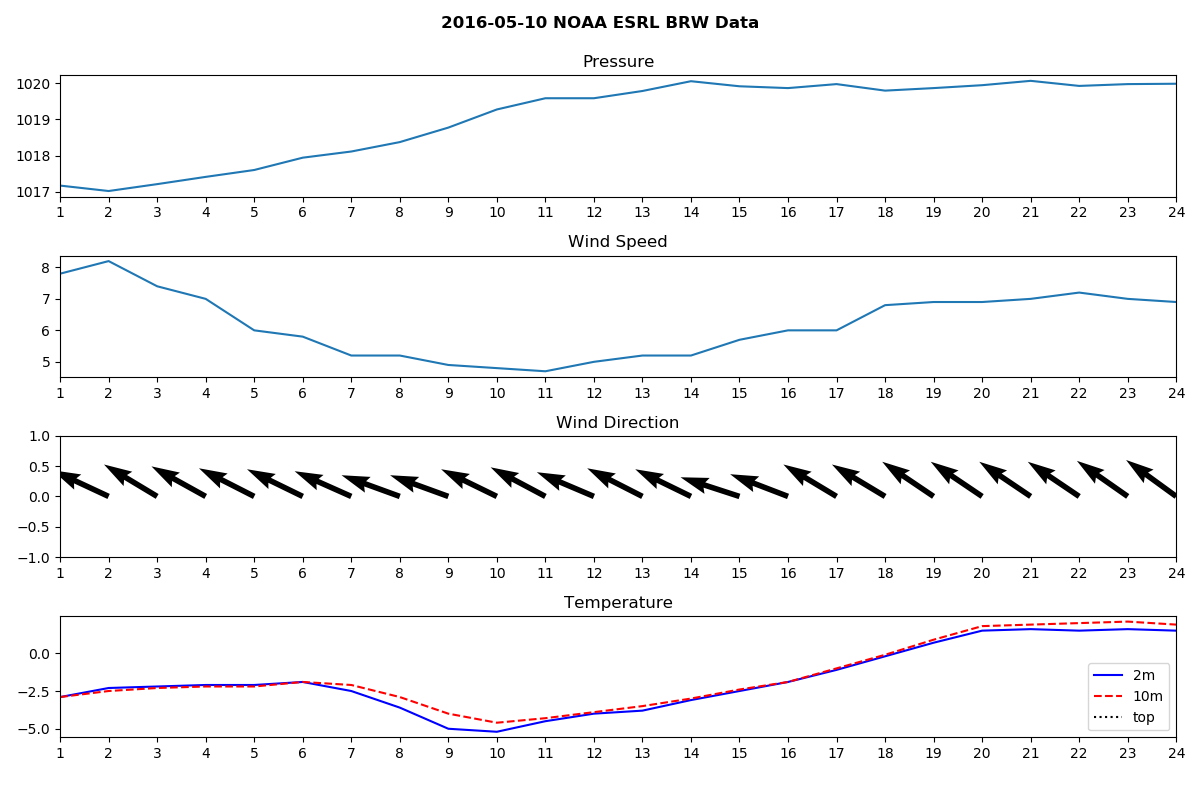 2016-05-10 NOAA ESRL BRW Data
Pressure
1020
1019
1018
1017
1 2 3 4 5 6 7 8 9 10 11 12 13 14 15 16 17 18 19 20 21 22 23 24
Wind Speed
8
7
6
5
1 2 3 4 5 6 7 8 9 10 11 12 13 14 15 16 17 18 19 20 21 22 23 24
Wind Direction
1.0
0.5
0.0
−0.5
−1.0
1 2 3 4 5 6 7 8 9 10 11 12 13 14 15 16 17 18 19 20 21 22 23 24
Temperature
0.0
−2.5
−5.0
2m
10m
top
1 2 3 4 5 6 7 8 9 10 11 12 13 14 15 16 17 18 19 20 21 22 23 24